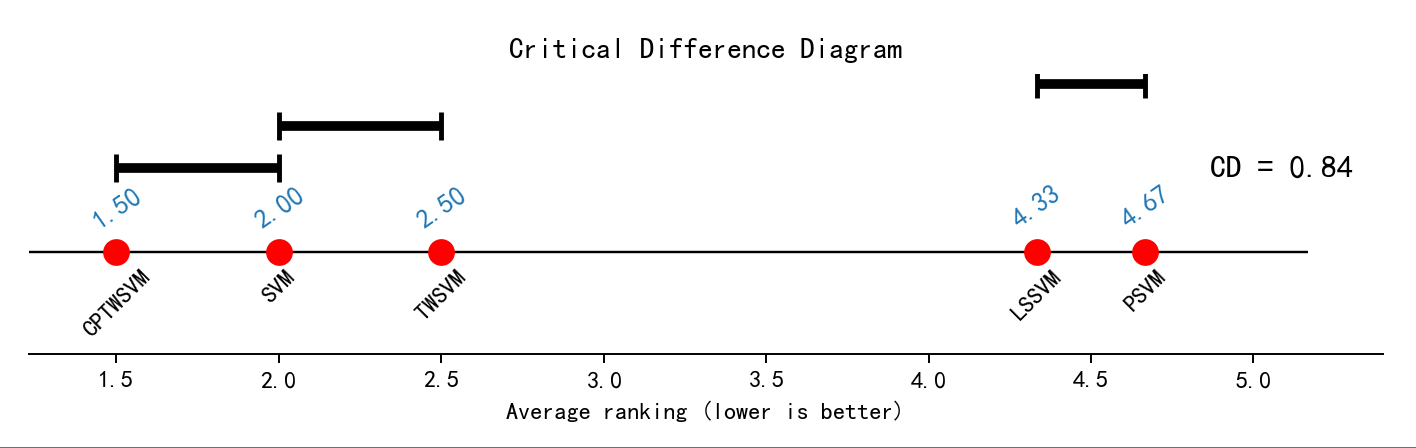 Critical Difference Diagram
CD = 0.84
1.50 2.00 2.50 4.33 4.67
CPTWSVM SVM TWSVM LSSVM PSVM
1.5 2.0 2.5 3.0 3.5 4.0 4.5 5.0
Average ranking (lower is better)